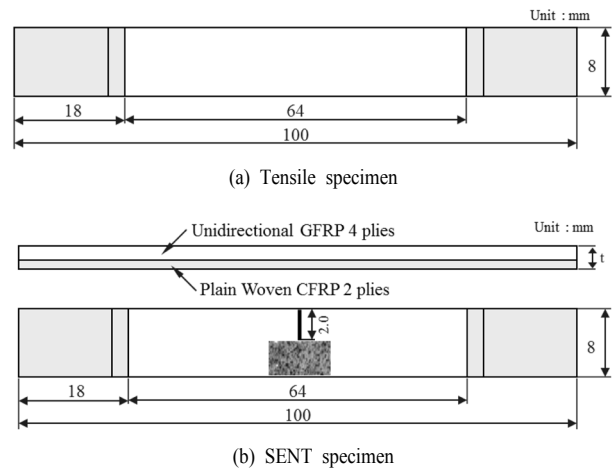 Unit : mm
8
18
64
100
(a) Tensile specimen
Unidirectional GFRP 4 plies
Unit : mm
t
Plain Woven CFRP 2 plies
2.0
8
18
64
100
(b) SENT specimen